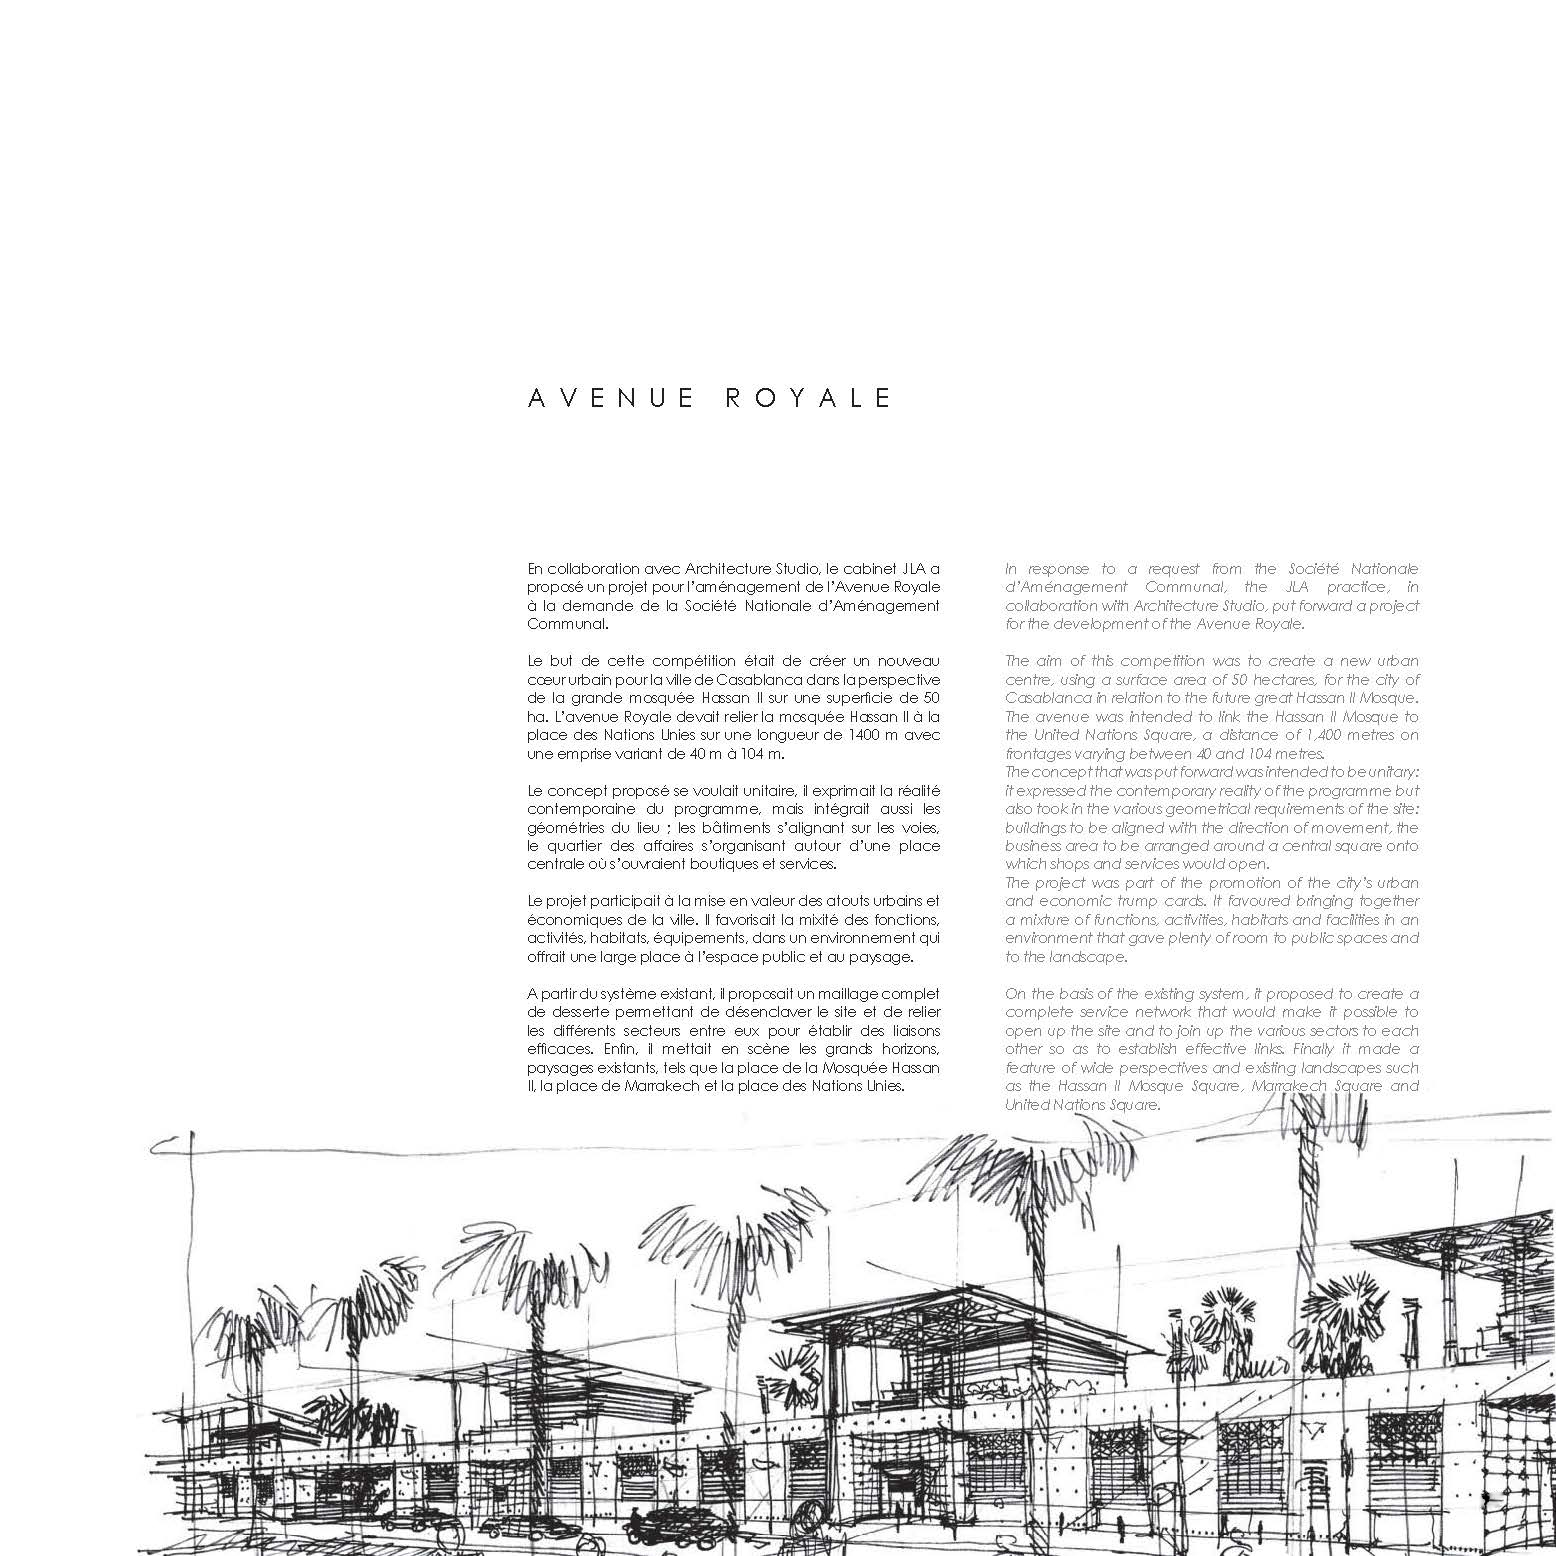 AVENUE ROYALE
En collaboration avec Architecture Studio, le cabinet JLA a
proposé un projet pour l'aménagement de l'Avenue Royale
à la demande de la Société Nationale d'Aménagement
Communal.
Le but de cette compétition était de créer un nouveau
cœur urbain pour la ville de Casablanca dans la perspective
de la grande mosquée Hassan II sur une superficie de 50
ha. L'avenue Royale devait relier la mosquée Hassan II à la
place des Nations Unies sur une longueur de 1400 m avec
une emprise variant de 40 m à 104 m.
Le concept proposé se voulait unitaire, il exprimait la réalité
contemporaine du programme, mais intégrait aussi les
géométries du lieu ; les bâtiments s'alignant sur les voies,
le quartier des affaires s'organisant autour d'une place
centrale où s'ouvraient boutiques et services.
Le projet participait à la mise en valeur des atouts urbains et
économiques de la ville. Il favorisait la mixité des fonctions,
activités, habitats, équipements, dans un environnement qui
offrait une large place à l'espace public et au paysage.
A partir du système existant, il proposait un maillage complet
de desserte permettant de désenclaver le site et de relier
les différents secteurs entre eux pour établir des liaisons
efficaces. Enfin, il mettait en scène les grands horizons,
paysages existants, tels que la place de la Mosquée Hassan
II, la place de Marrakech et la place des Nations Unies.
In response to a request from the Société Nationale
d'Aménagement Communal, the JLA practice, in
collaboration with Architecture Studio, put forward a project
for the development of the Avenue Royale.
The aim of this competition was to create a new urban
centre, using a surface area of 50 hectares, for the city of
Casablanca in relation to the future great Hassan II Mosque.
The avenue was intended to link the Hassan II Mosque to
the United Nations Square, a distance of 1,400 metres on
frontages varying between 40 and 104 metres.
The concept that was put forward was intended to be unitary:
it expressed the contemporary reality of the programme but
also took in the various geometrical requirements of the site:
buildings to be aligned with the direction of movement, the
business area to be arranged around a central square onto
which shops and services would open.
The project was part of the promotion of the city's urban
and economic trump cards. It favoured bringing together
a mixture of functions, activities, habitats and facilities in an
environment that gave plenty of room to public spaces and
to the landscape.
On the basis of the existing system, it proposed to create a
complete service network that would make it possible to
open up the site and to join up the various sectors to each
other so as to establish effective links. Finally it made a
feature of wide perspectives and existing landscapes such
as the Hassan II Mosque Square, Marrakech Square and
United Nations Square.